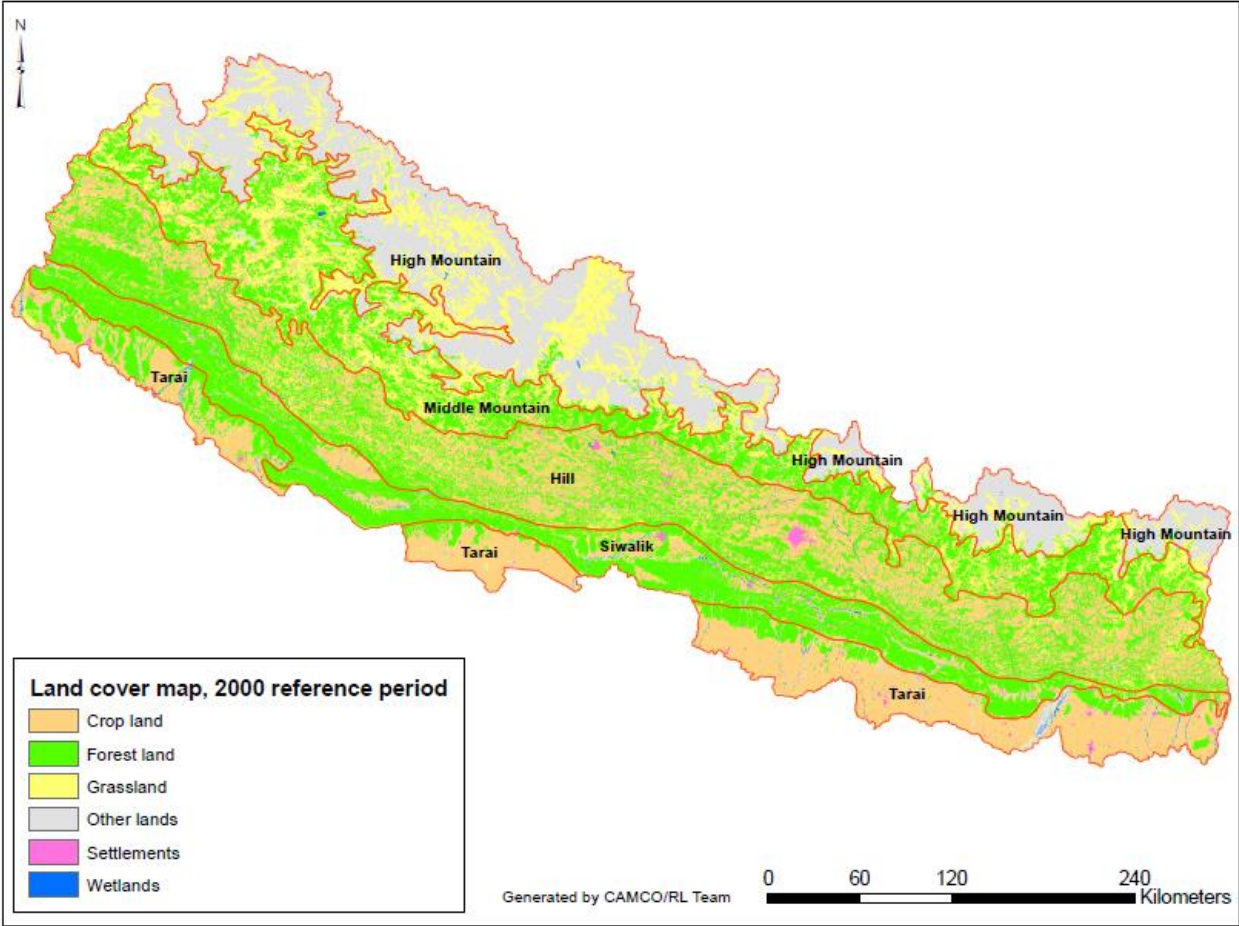 N
High Mountain
Tarai
Middle Mountain
High Mountain
Hill
High Mountain
High Mountain
Tarai
Siwalik
Tarai
Land cover map, 2000 reference period
Crop land
Forest land
Grassland
Other lands
Settlements
Wetlands
Generated by CAMCO/RL Team
0 60 120 240
Kilometers